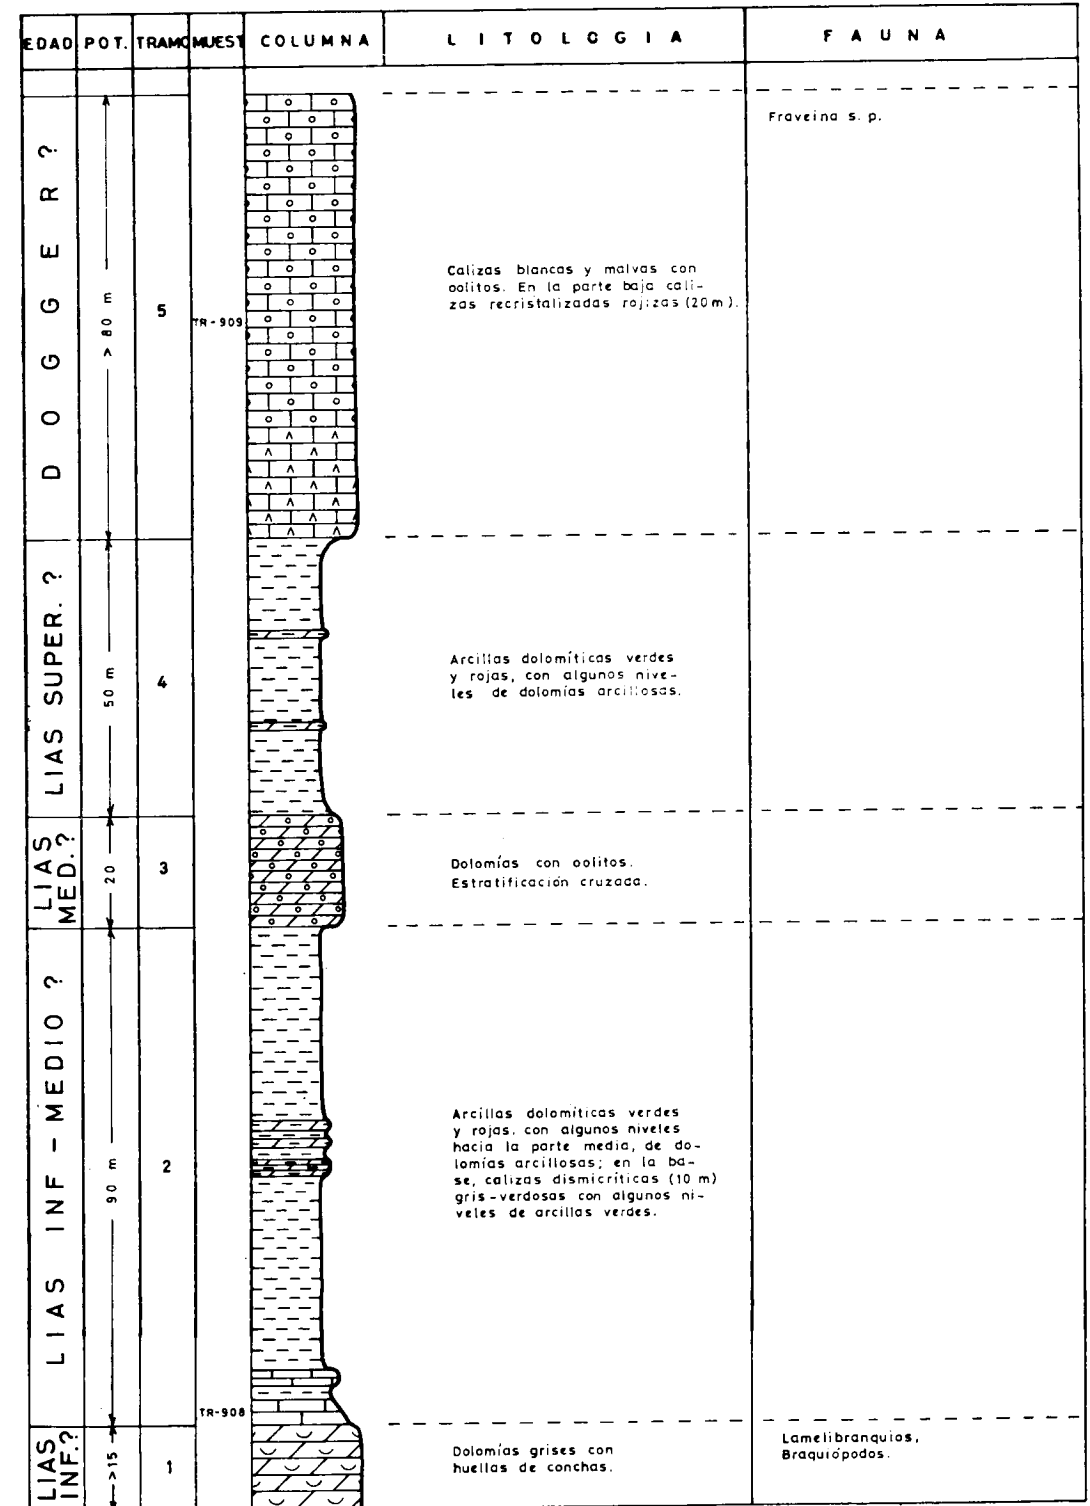 EDAD POT. TRAMO MUEST COLUMNA LITOLOGIA FAUNA
Fraveina s. p.
DOGGER ?
> 80 m
5
TR-909
Calizas blancas y malvas con
oolitos. En la parte baja cali-
zas recristalizadas rojizas (20 m).
LIAS SUPER. ?
50 m
4
Arcillas dolomíticas verdes
y rojas, con algunos nive-
les de dolomías arcillosas.
LIAS
MED.?
20
3
Dolomías con oolitos.
Estratificación cruzada.
LIAS INF - MEDIO ?
90 m
2
Arcillas dolomíticas verdes
y rojas. con algunos niveles
hacia la parte media, de do-
lomías arcillosas; en la ba-
se, calizas dismicríticas (10 m)
gris-verdosas con algunos ni-
veles de arcillas verdes.
TR-908
LIAS
INF.?
>15
1
Dolomías grises con
huellas de conchas.
Lamelibranquios,
Braquiópodos.